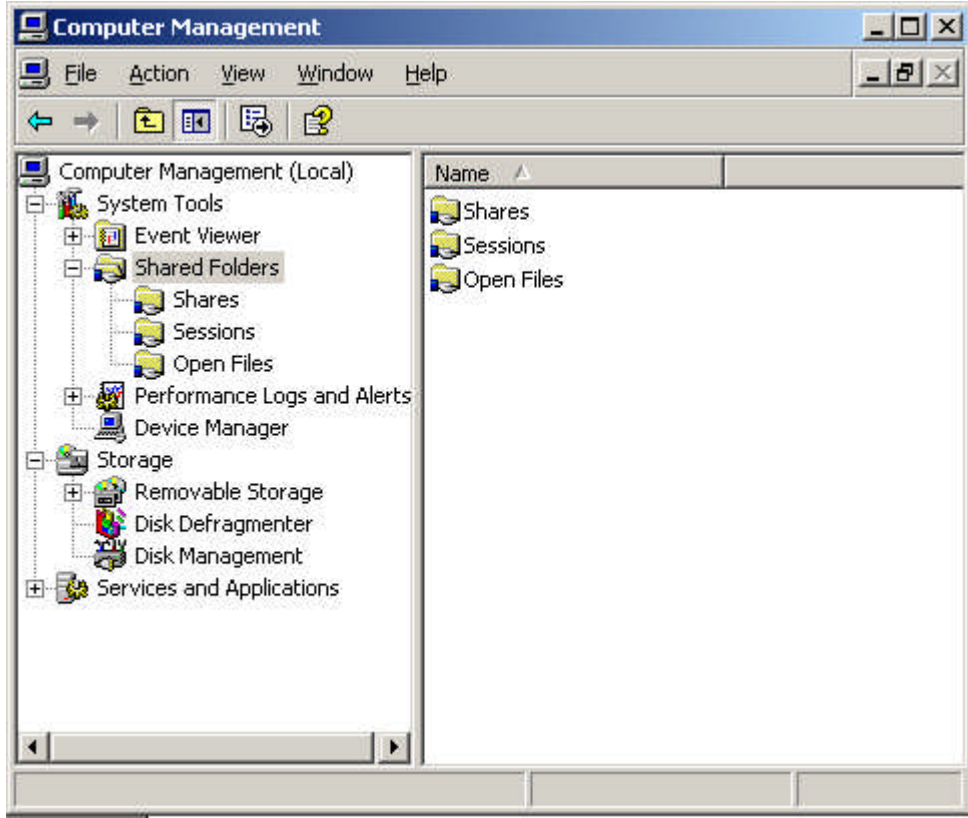 Computer Management
File Action View Window Help
Computer Management (Local)
System Tools
Event Viewer
Shared Folders
Shares
Sessions
Open Files
Performance Logs and Alerts
Device Manager
Storage
Removable Storage
Disk Defragmenter
Disk Management
Services and Applications
Name
Shares
Sessions
Open Files